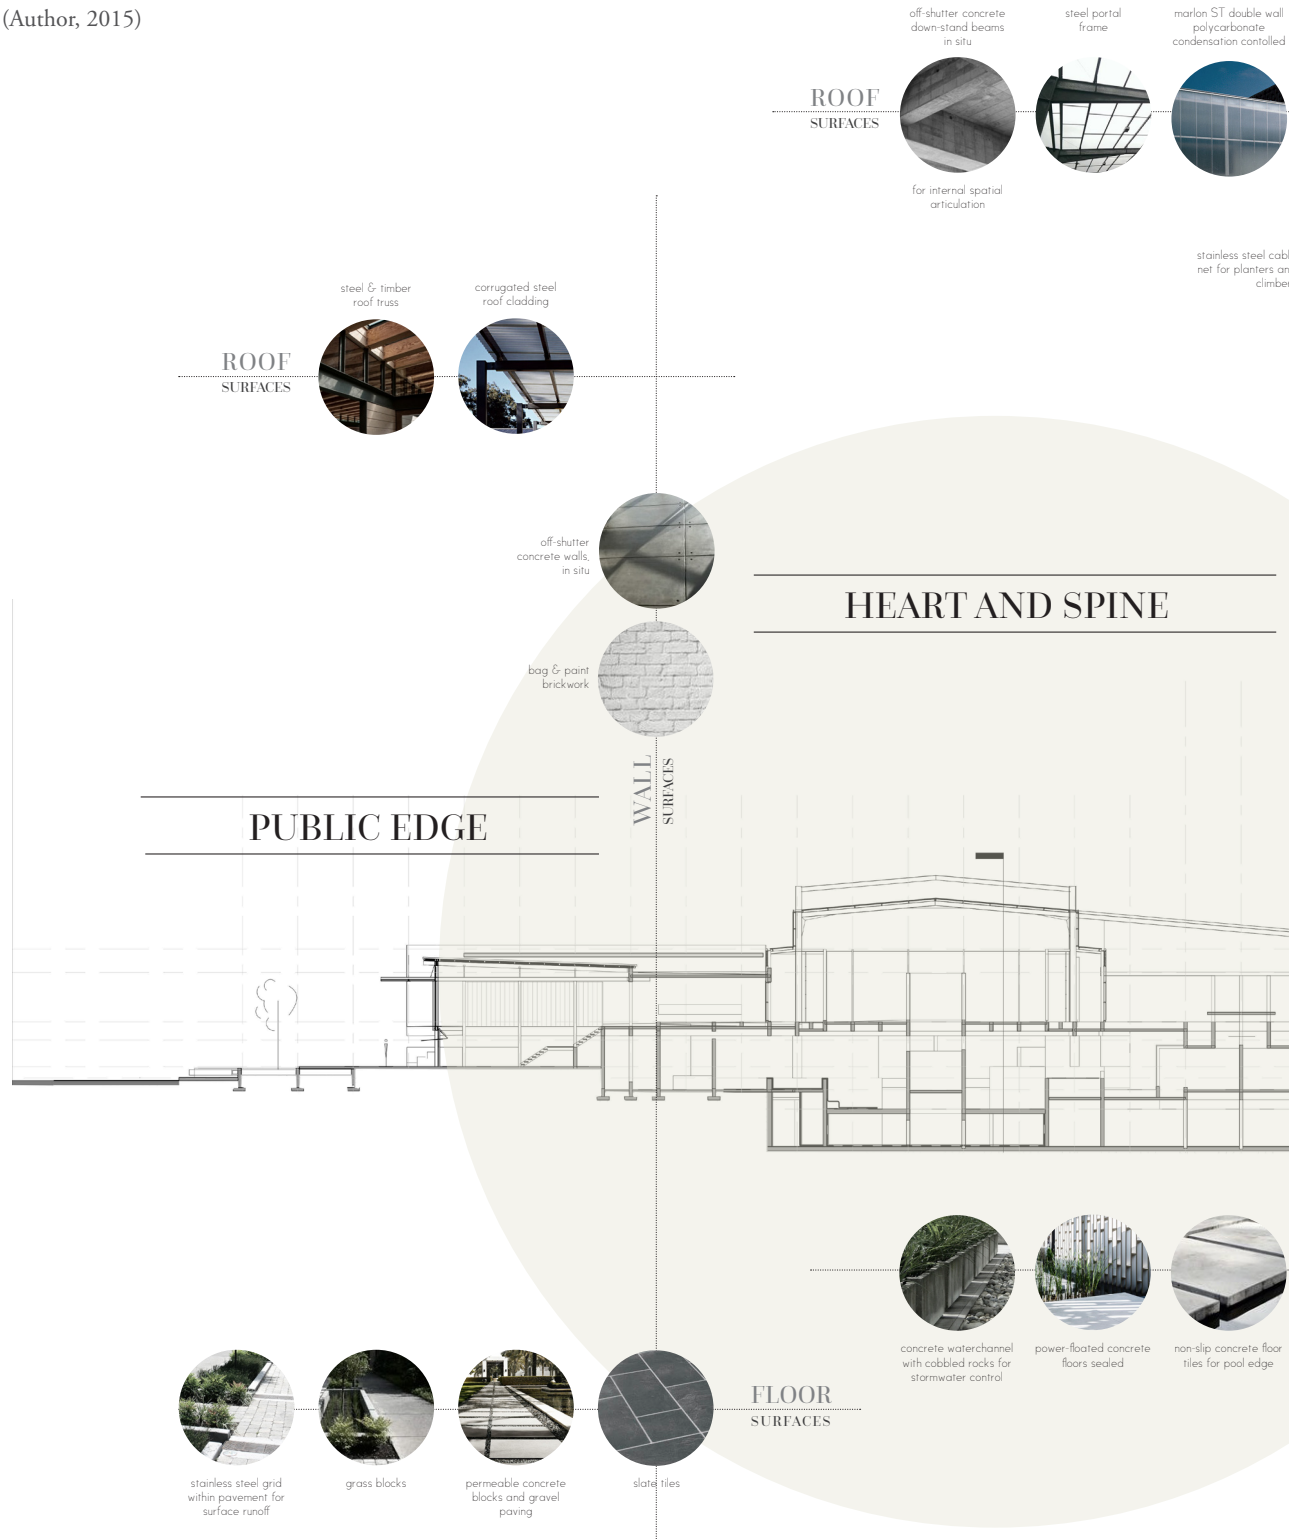 (Author, 2015)
off-shutter concrete
down-stand beams
in situ
steel portal
frame
marlon ST double wall
polycarbonate
condensation contolled
ROOF
SURFACES
for internal spatial
articulation
stainless steel cabl
net for planters an
climber
steel & timber
roof truss
corrugated steel
roof cladding
ROOF
SURFACES
off-shutter
concrete walls,
in situ
HEART AND SPINE
bag & paint
brickwork
WALL
SURFACES
PUBLIC EDGE
concrete waterchannel
with cobbled rocks for
stormwater control
power-floated concrete
floors sealed
non-slip concrete floor
tiles for pool edge
FLOOR
SURFACES
stainless steel grid
within pavement for
surface runoff
grass blocks
permeable concrete
blocks and gravel
paving
slate tiles